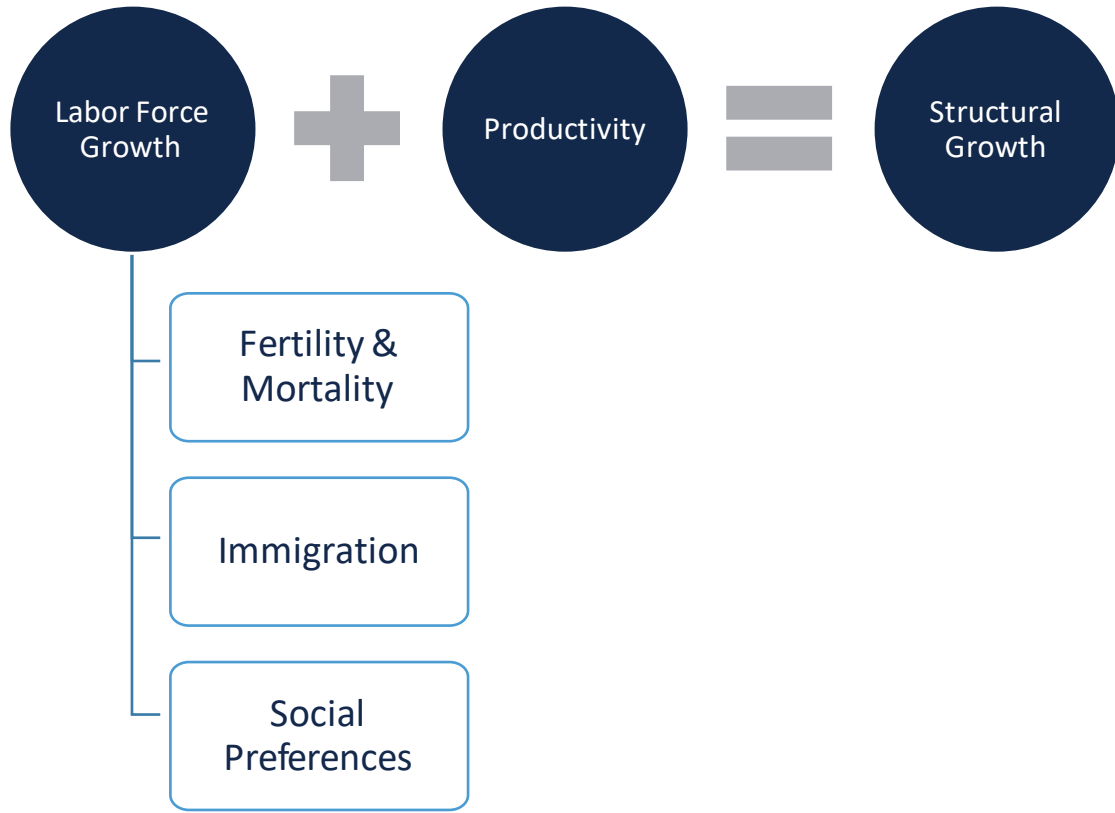 Labor Force
Growth
Productivity
Structural
Growth
Fertility &
Mortality
Immigration
Social
Preferences